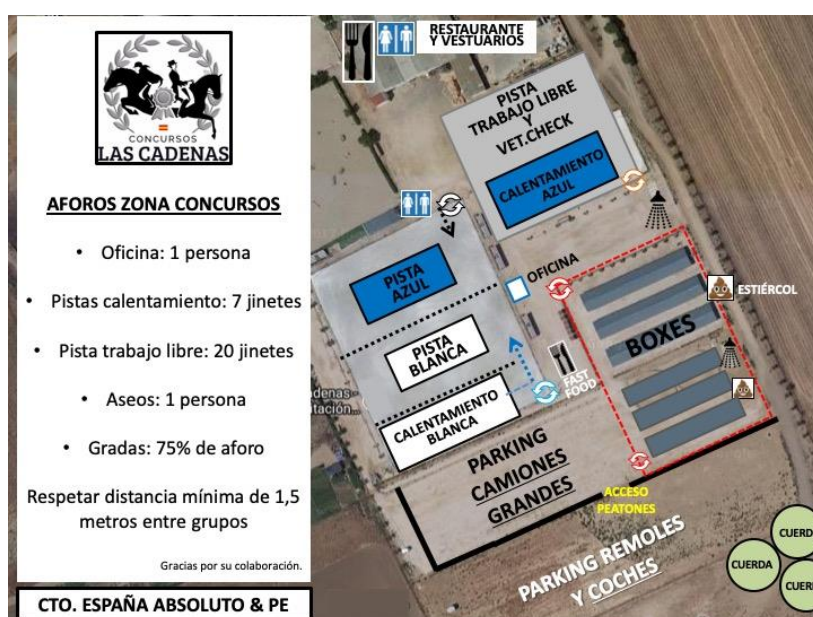 CONCURSOS
LAS CADENAS
AFOROS ZONA CONCURSOS
• Oficina: 1 persona
• Pistas calentamiento: 7 jinetes
• Pista trabajo libre: 20 jinetes
• Aseos: 1 persona
• Gradas: 75% de aforo
Respetar distancia mínima de 1,5
metros entre grupos
Gracias por su colaboración.
CTO. ESPAÑA ABSOLUTO & PE
RESTAURANTE
Y VESTUARIOS
PISTA
TRABAJO LIBRE
Y
VET.CHECK
CALENTAMIENTO
AZUL
PISTA
AZUL
OFICINA
ESTIÉRCOL
BOXES
PISTA
BLANCA
FAST
FOOD
CALENTAMIENTO
BLANCA
PARKING
CAMIONES
GRANDES
ACCESO
PEATONES
PARKING REMOLES
Y COCHES
CUERD
CUERDA
CUER